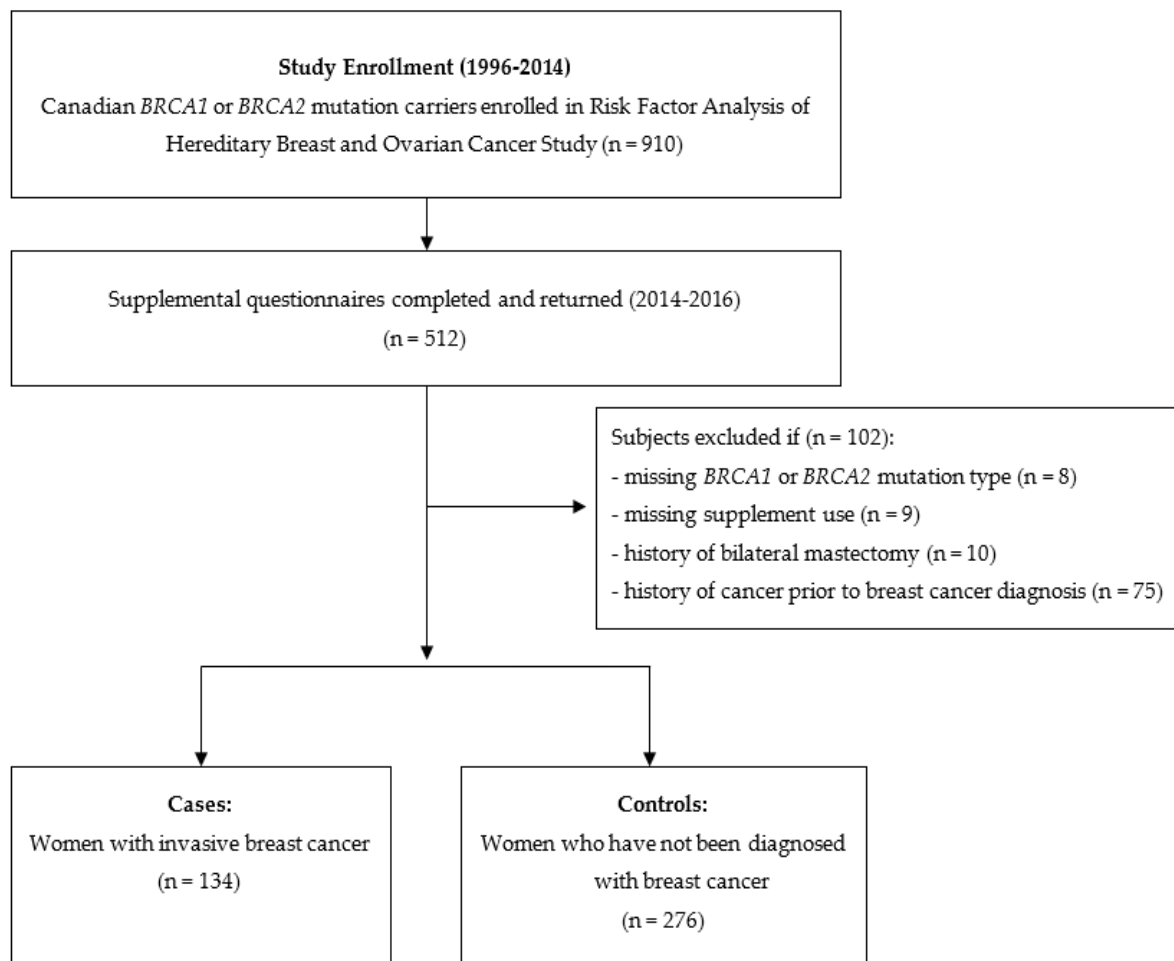 Study Enrollment (1996-2014)
Canadian BRCA1 or BRCA2 mutation carriers enrolled in Risk Factor Analysis of
Hereditary Breast and Ovarian Cancer Study (n = 910)
Supplemental questionnaires completed and returned (2014-2016)
(n = 512)
Subjects excluded if (n = 102):
- missing BRCA1 or BRCA2 mutation type (n = 8)
- missing supplement use (n = 9)
- history of bilateral mastectomy (n = 10)
- history of cancer prior to breast cancer diagnosis (n = 75)
Cases:
Women with invasive breast cancer
(n = 134)
Controls:
Women who have not been diagnosed
with breast cancer
(n = 276)